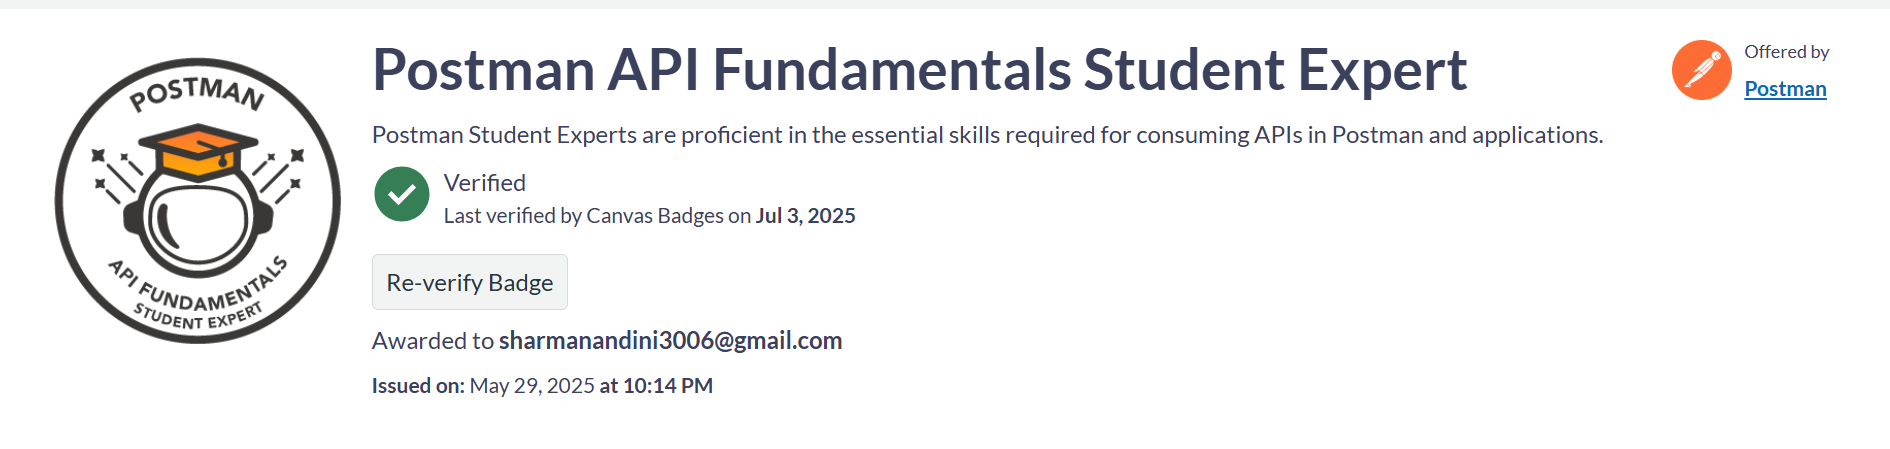 POSTMAN
API FUNDAMENTALS
STUDENT EXPERT
Postman API Fundamentals Student Expert
Postman Student Experts are proficient in the essential skills required for consuming APIs in Postman and applications.
Verified
Last verified by Canvas Badges on Jul 3, 2025
Re-verify Badge
Awarded to sharmanandini3006@gmail.com
Issued on: May 29, 2025 at 10:14 PM
Offered by
Postman